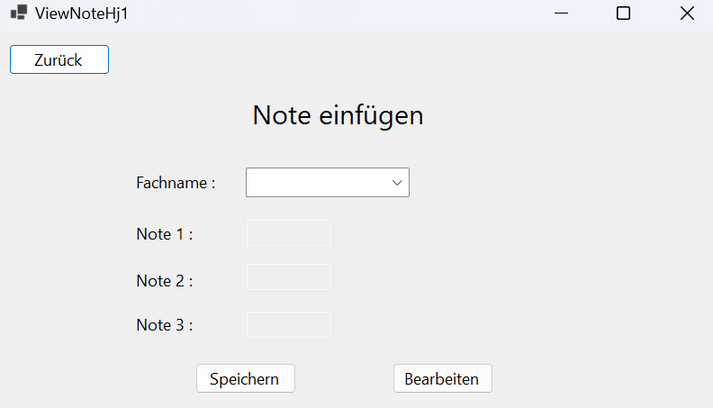 ViewNoteHj1
Zurück
Note einfügen
Fachname :
Note 1 :
Note 2 :
Note 3 :
Speichern Bearbeiten